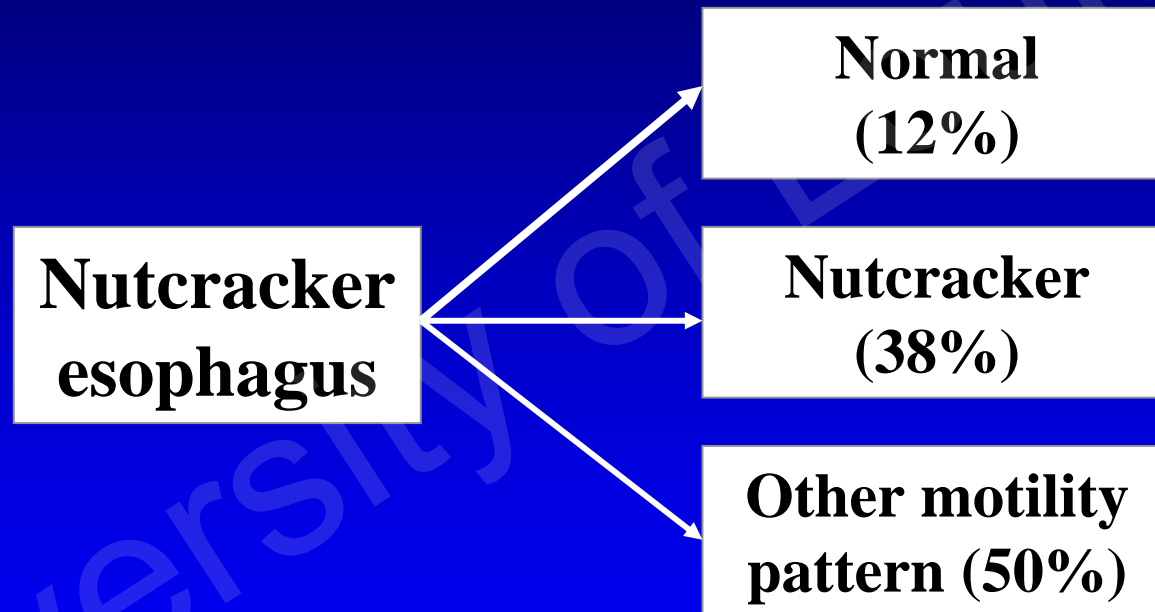 Normal
(12%)
Nutcracker
esophagus
Nutcracker
(38%)
Other motility
pattern (50%)